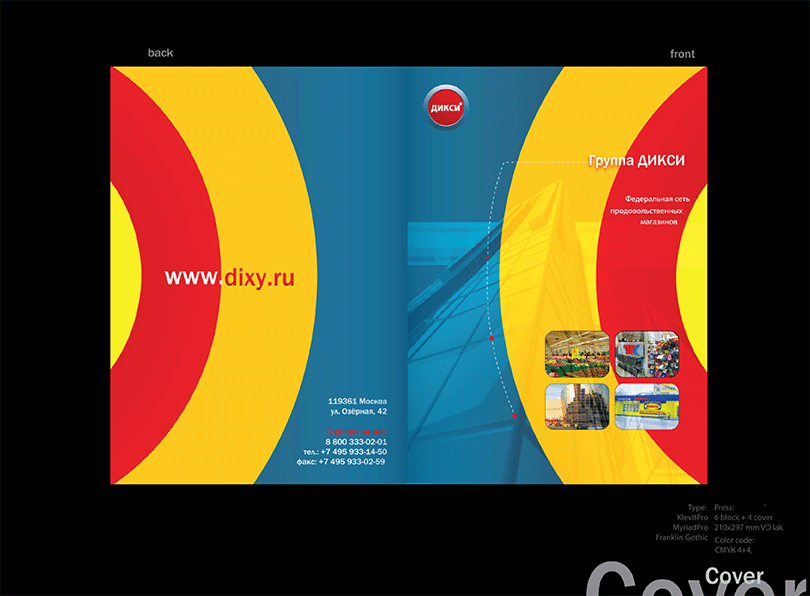 back
front
ДИКСИ
Группа ДИКСИ
Федеральная сеть
продовольственных
магазинов
www.dixy.ru
119361 Москва
ул. Озёрная, 42
8 800 333-02-01
тел.: +7 495 933-14-50
факс: +7 495 933-02-59
Type: Press:
KlevitPro 6 block + 4 cover
MyriadPro 210x297 mm VD lak
Franklin Gothic Color code:
CMYK 4+4,
Cover
Cover